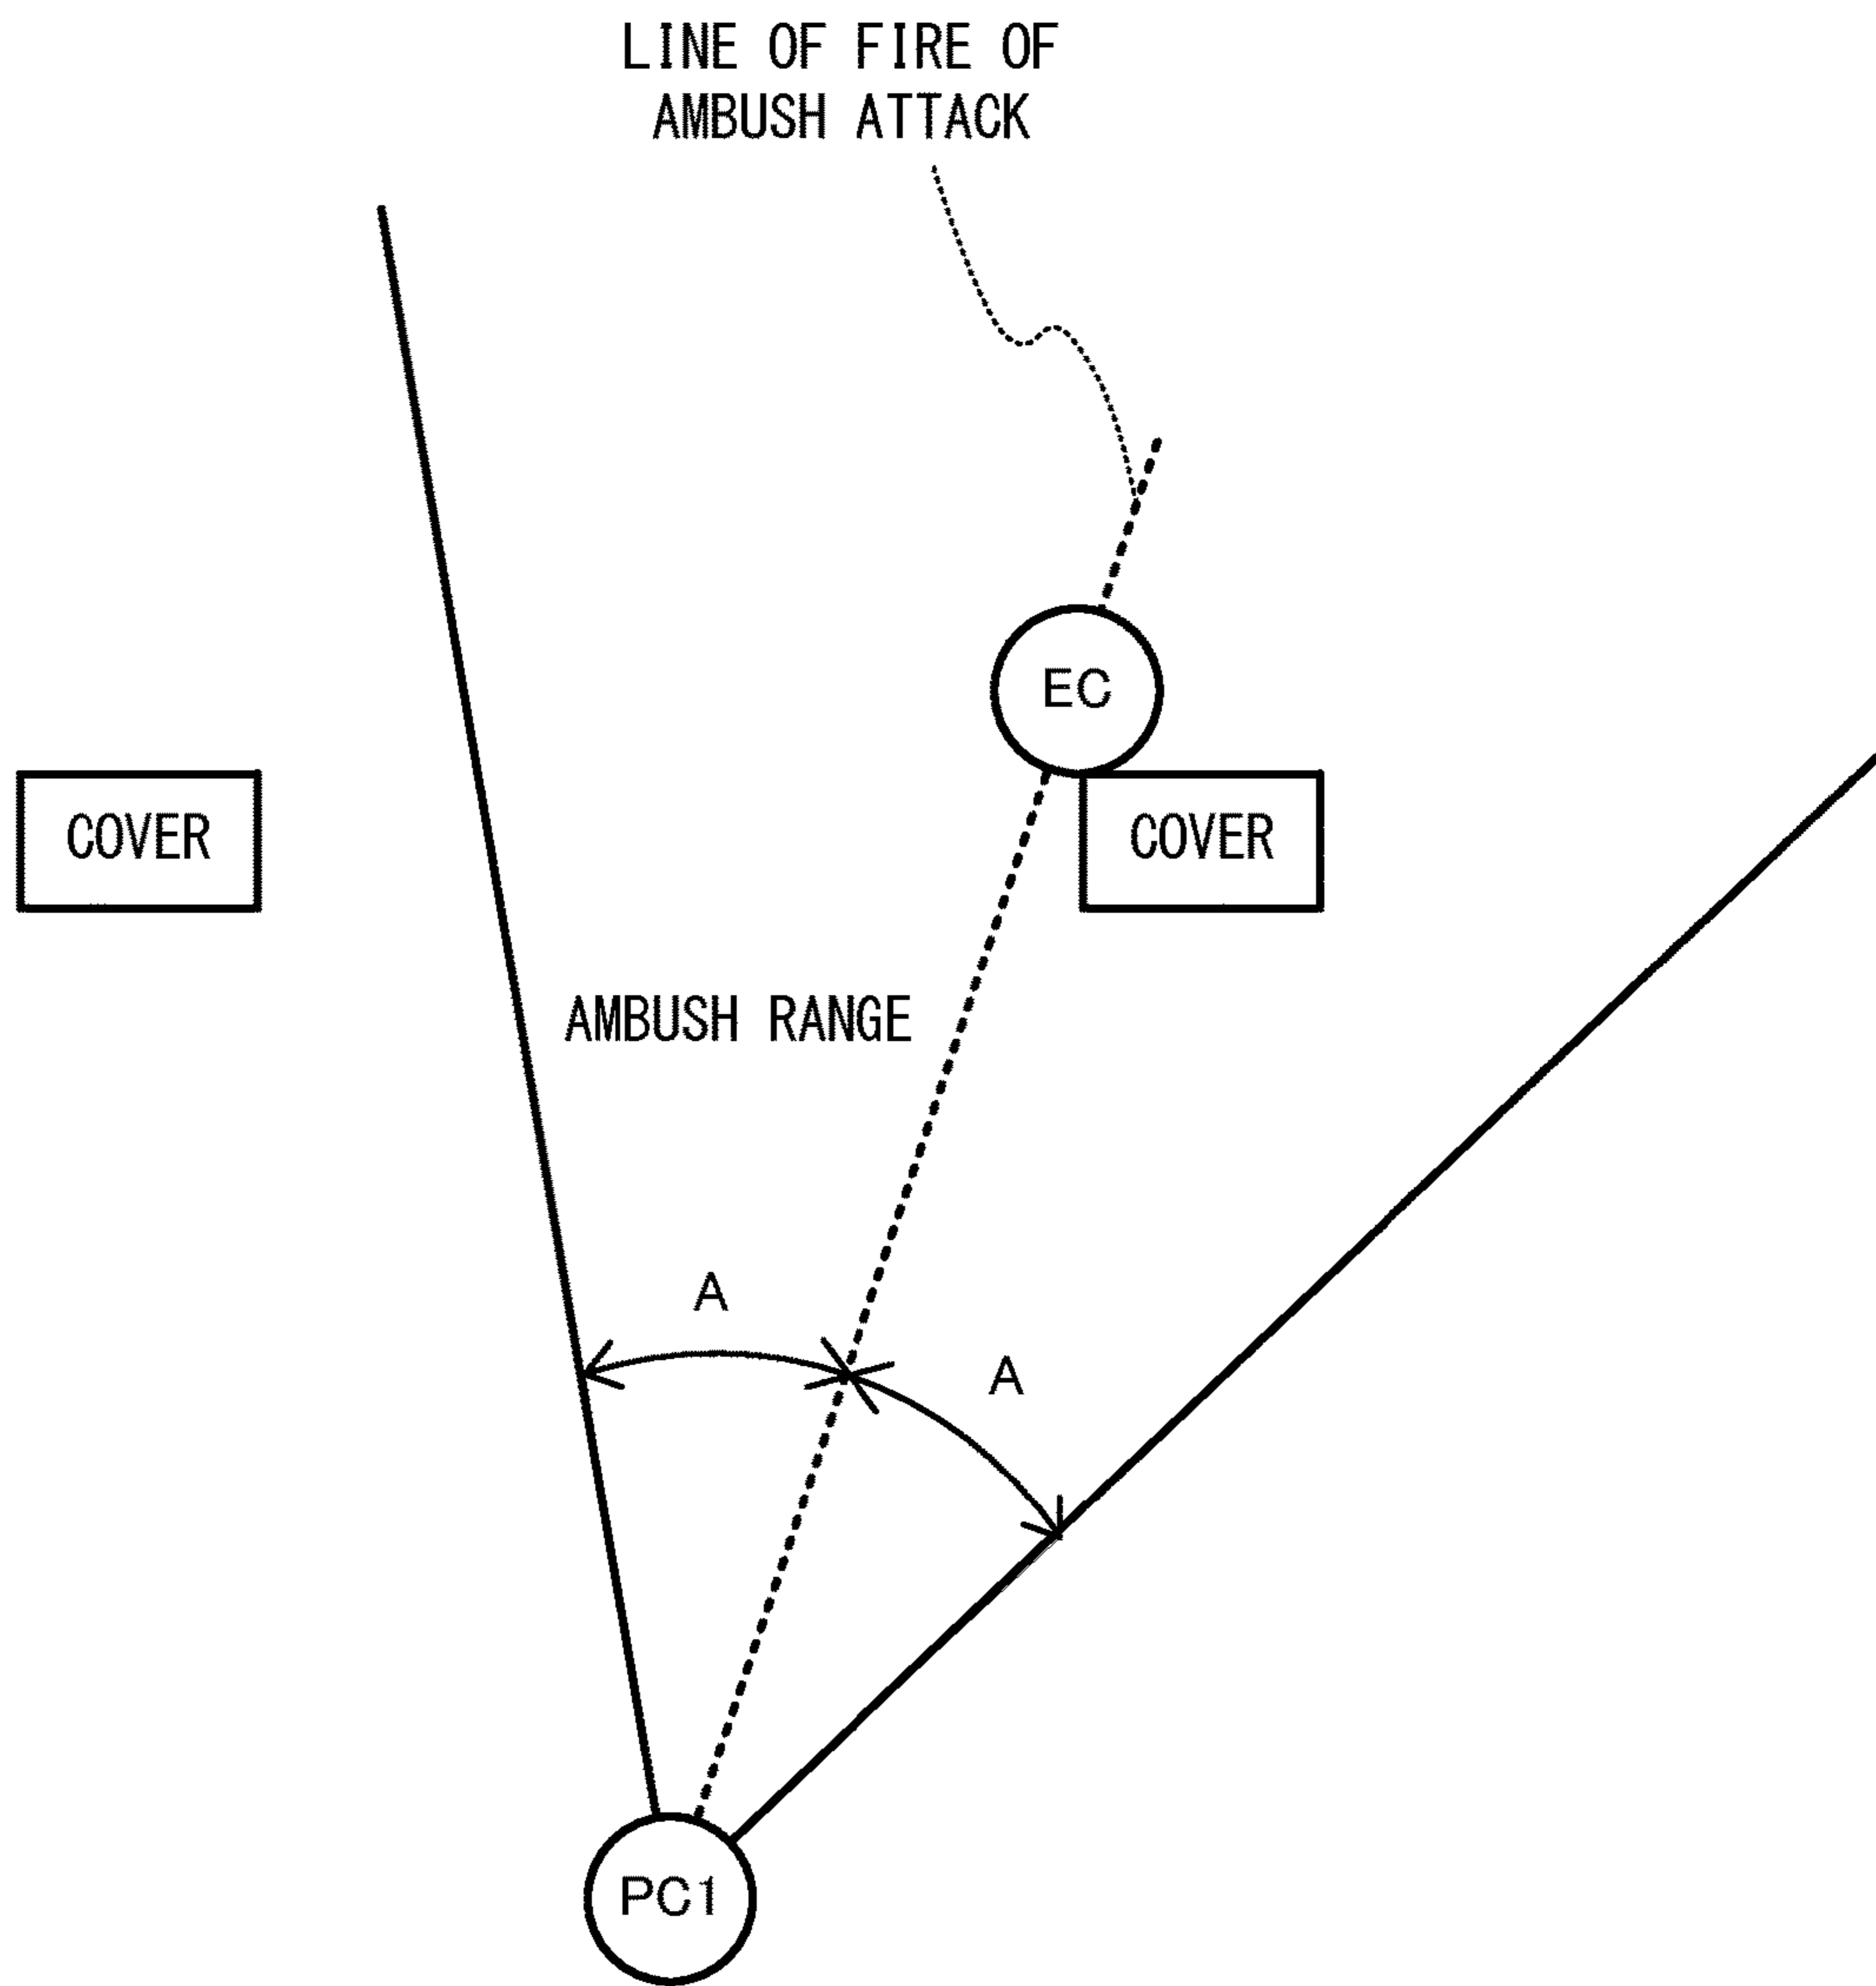 LINE OF FIRE OF
AMBUSH ATTACK
EC
COVER
COVER
AMBUSH RANGE
A
A
PC1